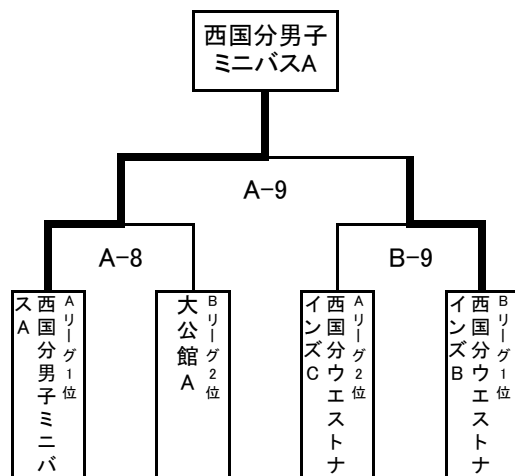 西国分男子
ミニバスA
A-9
A-8
B-9
Aリーグ1位
西国分男子ミニバ
スA
Bリーグ2位
大公館A
Aリーグ2位
西国分ウエストナ
インズC
Bリーグ1位
西国分ウエストナ
インズB